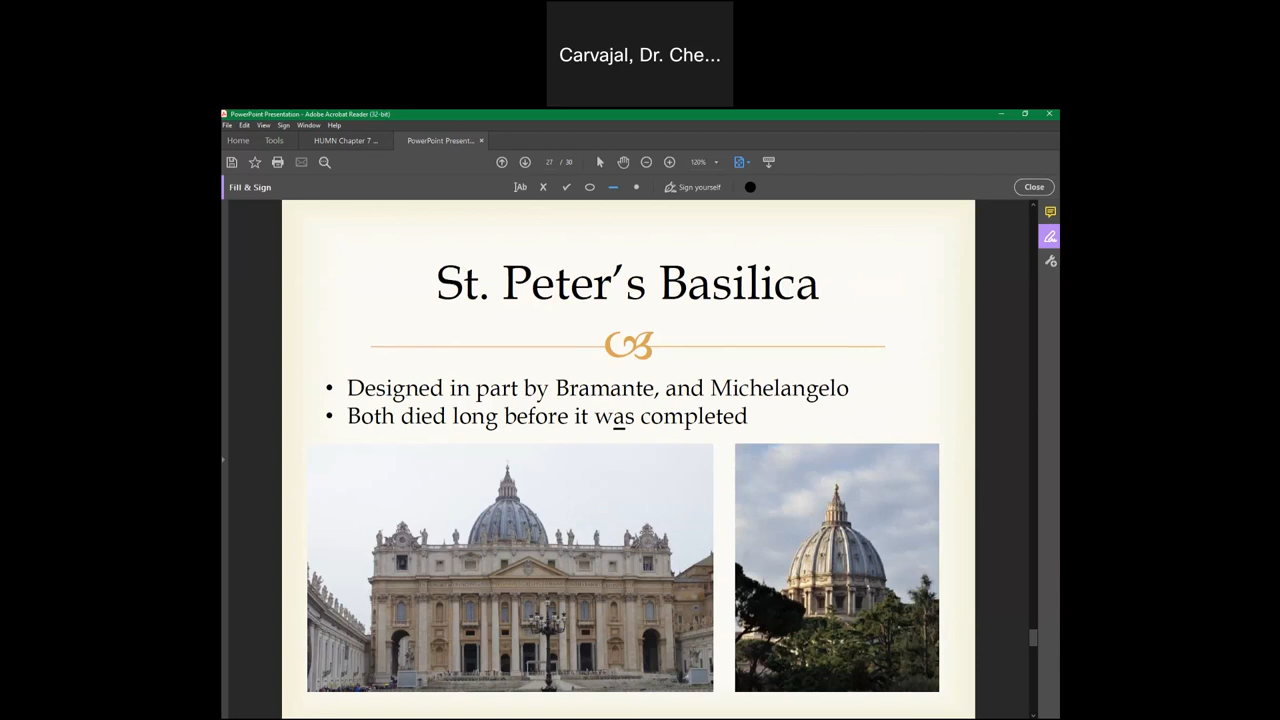 Carvajal, Dr. Che...
PowerPoint Presentation - Adobe Acrobat Reader (32-bit)
File Edit View Sign Window Help
Home Tools HUMN Chapter 7 ... PowerPoint Present... ×
27 / 30 120%
Fill & Sign Ab Sign yourself Close
St. Peter’s Basilica
• Designed in part by Bramante, and Michelangelo
• Both died long before it was completed